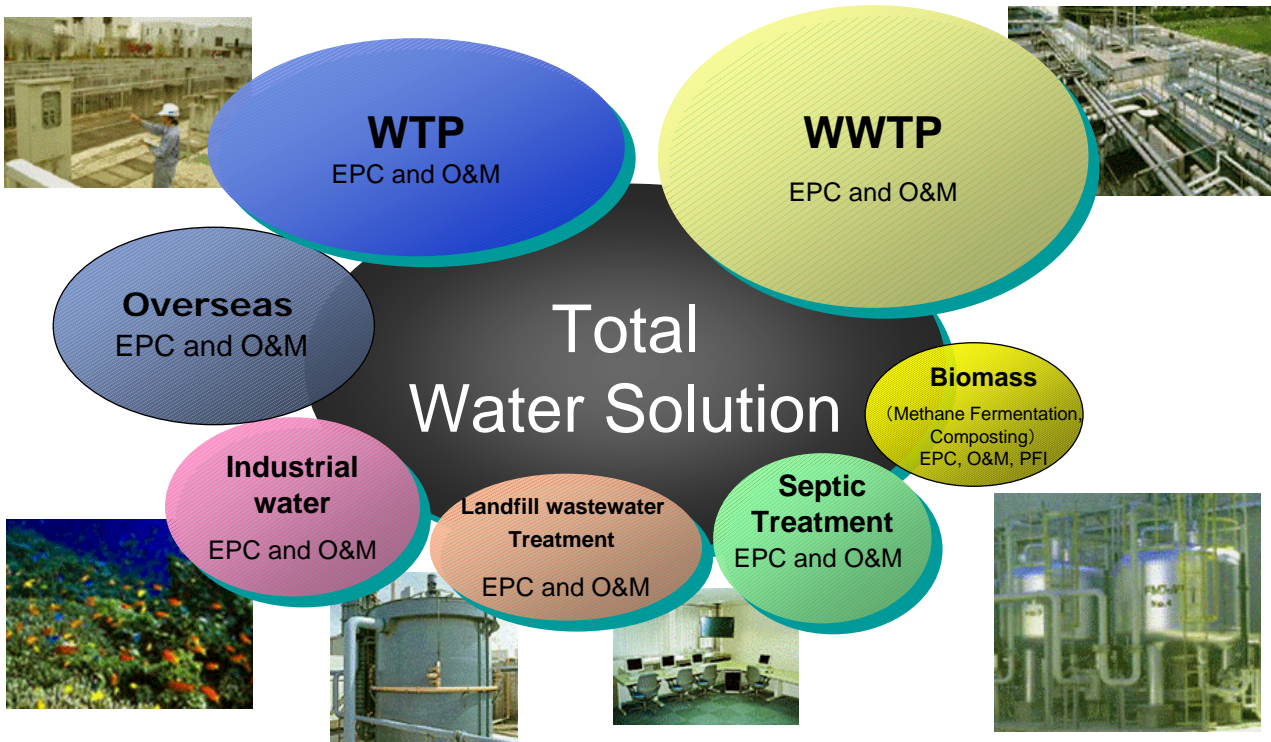 WTP
EPC and O&M
WWTP
EPC and O&M
Overseas
EPC and O&M
Total
Water Solution
Biomass
（Methane Fermentation,
Composting）
EPC, O&M, PFI
Industrial
water
EPC and O&M
Landfill wastewater
Treatment
EPC and O&M
Septic
Treatment
EPC and O&M